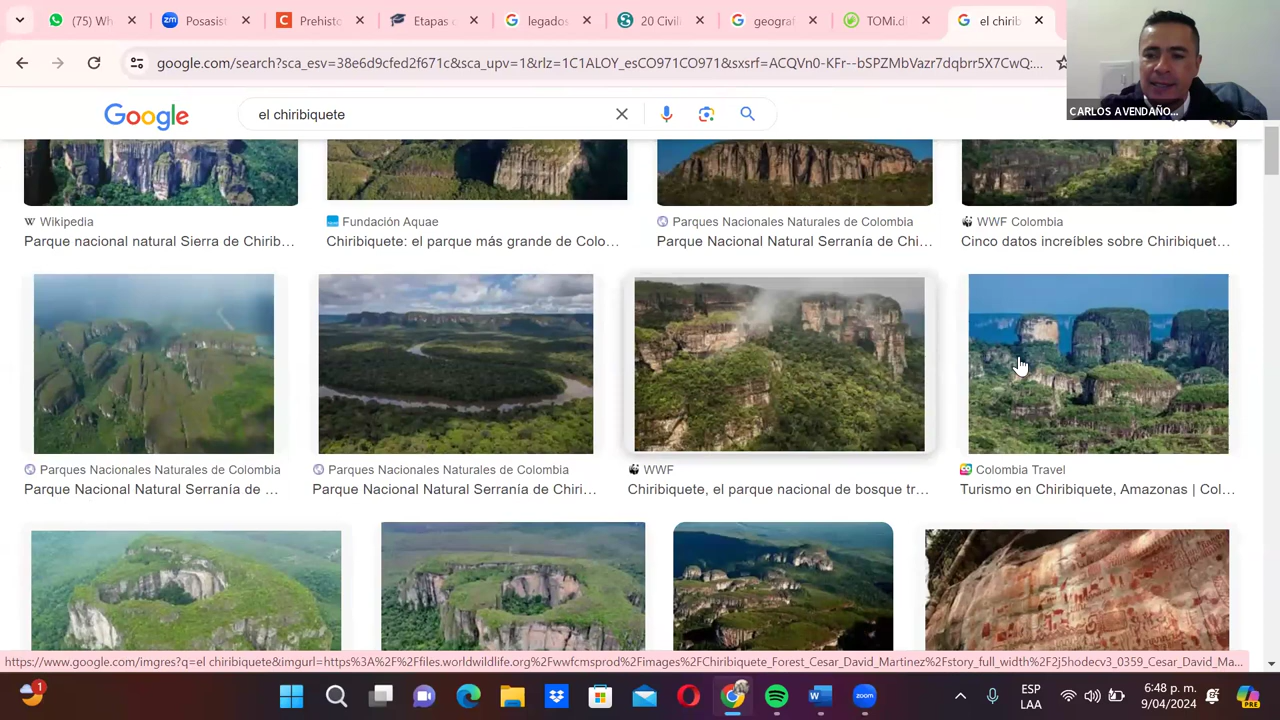 (75) Wh
Posasist
Prehisto
Etapas
legados
20 Civili
geograf
TOMi.d
el chirib
google.com/search?sca_esv=38e6d9cfed2f671c&sca_upv=1&rlz=1C1ALOY_esCO971CO971&sxsrf=ACQVn0-KFr--bSPZMbVazr7dqbrr5X7CwQ:...
CARLOS AVENDAÑO...
Google
el chiribiquete
Wikipedia
Parque nacional natural Sierra de Chirib...
Fundación Aquae
Chiribiquete: el parque más grande de Colo...
Parques Nacionales Naturales de Colombia
Parque Nacional Natural Serranía de Chi...
WWF Colombia
Cinco datos increíbles sobre Chiribiquet...
Parques Nacionales Naturales de Colombia
Parque Nacional Natural Serranía de ...
Parques Nacionales Naturales de Colombia
Parque Nacional Natural Serranía de Chiri...
WWF
Chiribiquete, el parque nacional de bosque tr...
Colombia Travel
Turismo en Chiribiquete, Amazonas | Col...
https://www.google.com/imgres?q=el chiribiquete&imgurl=https%3A%2F%2Ffiles.worldwildlife.org%2Fwwfcmsprod%2Fimages%2FChiribiquete_Forest_Cesar_David_Martinez%2Fstory_full_width%2F2j5hodecv3_0359_Cesar_David_Ma...
1
zoom
ESP
LAA
6:48 p. m.
9/04/2024
PRE